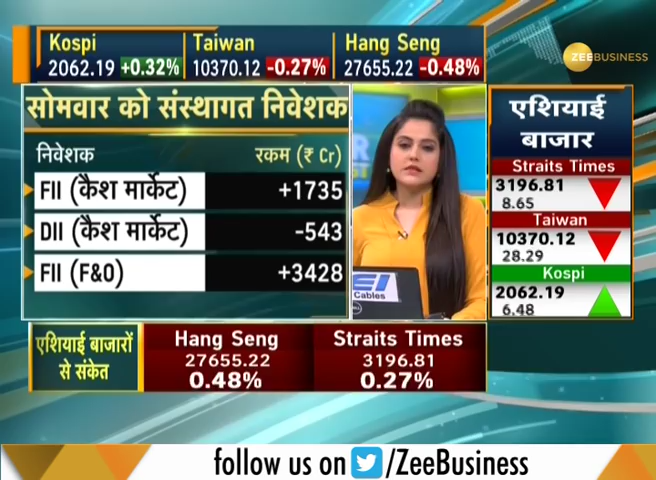 Kospi
2062.19 +0.32%
Taiwan
10370.12 -0.27%
Hang Seng
27655.22 -0.48%
ZEEBUSINESS
सोमवार को संस्थागत निवेशक
निवेशक रकम (₹ Cr)
FII (कैश मार्केट) +1735
DII (कैश मार्केट) -543
FII (F&O) +3428
EI
Cables
एशियाई
बाजार
Straits Times
3196.81
8.65
Taiwan
10370.12
28.29
Kospi
2062.19
6.48
एशियाई बाजारों
से संकेत
Hang Seng
27655.22
0.48%
Straits Times
3196.81
0.27%
follow us on /ZeeBusiness